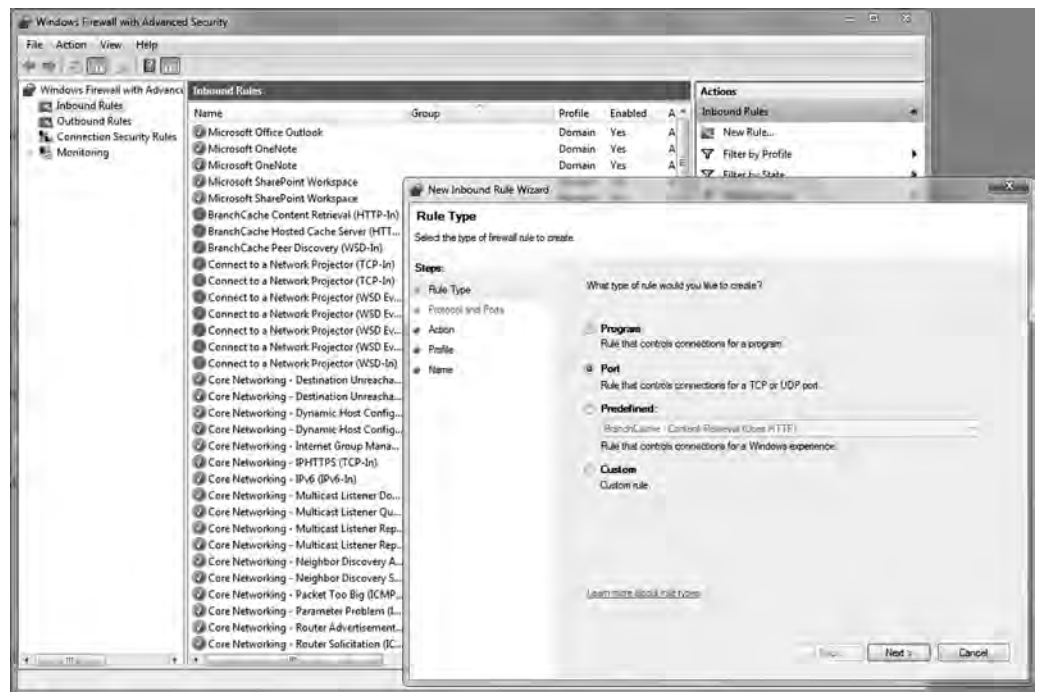 Windows Firewall with Advanced Security
File Action View Help
Windows Firewall with Advanc
Inbound Rules
Outbound Rules
Connection Security Rules
Monitoring
Inbound Rules
Name Group Profile Enabled A
Microsoft Office Outlook Domain Yes A
Microsoft OneNote Domain Yes A
Microsoft OneNote Domain Yes A
Microsoft SharePoint Workspace
Microsoft SharePoint Workspace
BranchCache Content Retrieval (HTTP-In)
BranchCache Hosted Cache Server (HTT...
BranchCache Peer Discovery (WSD-In)
Connect to a Network Projector (TCP-In)
Connect to a Network Projector (TCP-In)
Connect to a Network Projector (WSD Ev...
Connect to a Network Projector (WSD Ev...
Connect to a Network Projector (WSD Ev...
Connect to a Network Projector (WSD Ev...
Connect to a Network Projector (WSD-In)
Core Networking - Destination Unreacha...
Core Networking - Destination Unreacha...
Core Networking - Dynamic Host Config...
Core Networking - Dynamic Host Config...
Core Networking - Internet Group Mana...
Core Networking - IPHTTPS (TCP-In)
Core Networking - IPv6 (IPv6-In)
Core Networking - Multicast Listener Do...
Core Networking - Multicast Listener Qu...
Core Networking - Multicast Listener Rep...
Core Networking - Multicast Listener Rep...
Core Networking - Neighbor Discovery A...
Core Networking - Neighbor Discovery S...
Core Networking - Packet Too Big (ICMP...
Core Networking - Parameter Problem (I...
Core Networking - Router Advertisement...
Core Networking - Router Solicitation (IC...
Actions
Inbound Rules
New Rule...
Filter by Profile
Filter by State
New Inbound Rule Wizard
Rule Type
Select the type of firewall rule to create.
Steps:
Rule Type
Protocol and Ports
Action
Profile
Name
What type of rule would you like to create?
Program
Rule that controls connections for a program.
Port
Rule that controls connections for a TCP or UDP port.
Predefined:
BranchCache - Content Retrieval (Uses HTTP)
Rule that controls connections for a Windows experience.
Custom
Custom rule.
Learn more about rule types
Next >
Cancel